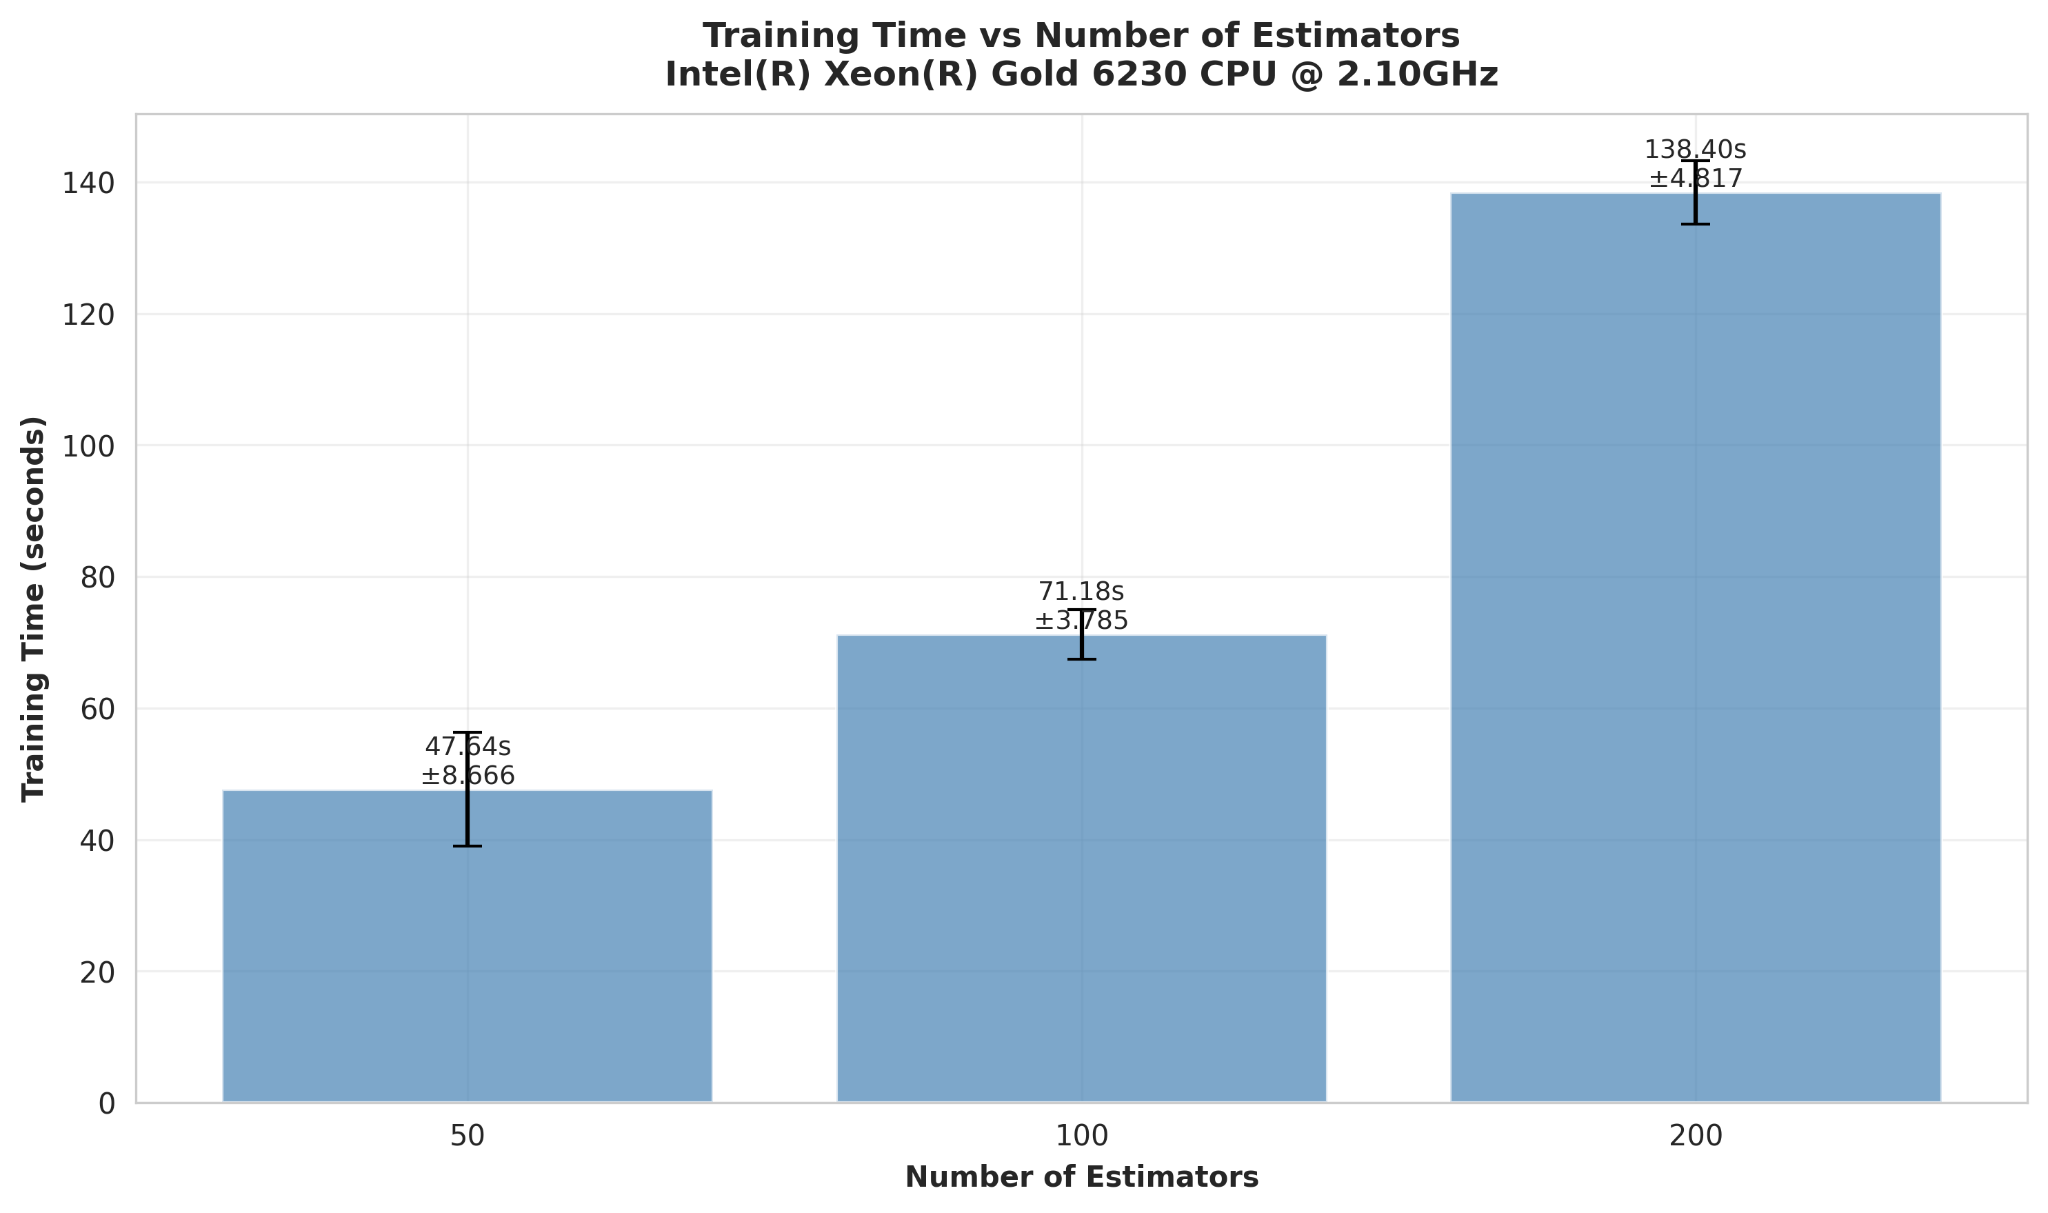 Training Time vs Number of Estimators
Intel(R) Xeon(R) Gold 6230 CPU @ 2.10GHz
Training Time (seconds)
140
120
100
80
60
40
20
0
47.64s
±8.666
71.18s
±3.785
138.40s
±4.817
50
100
200
Number of Estimators